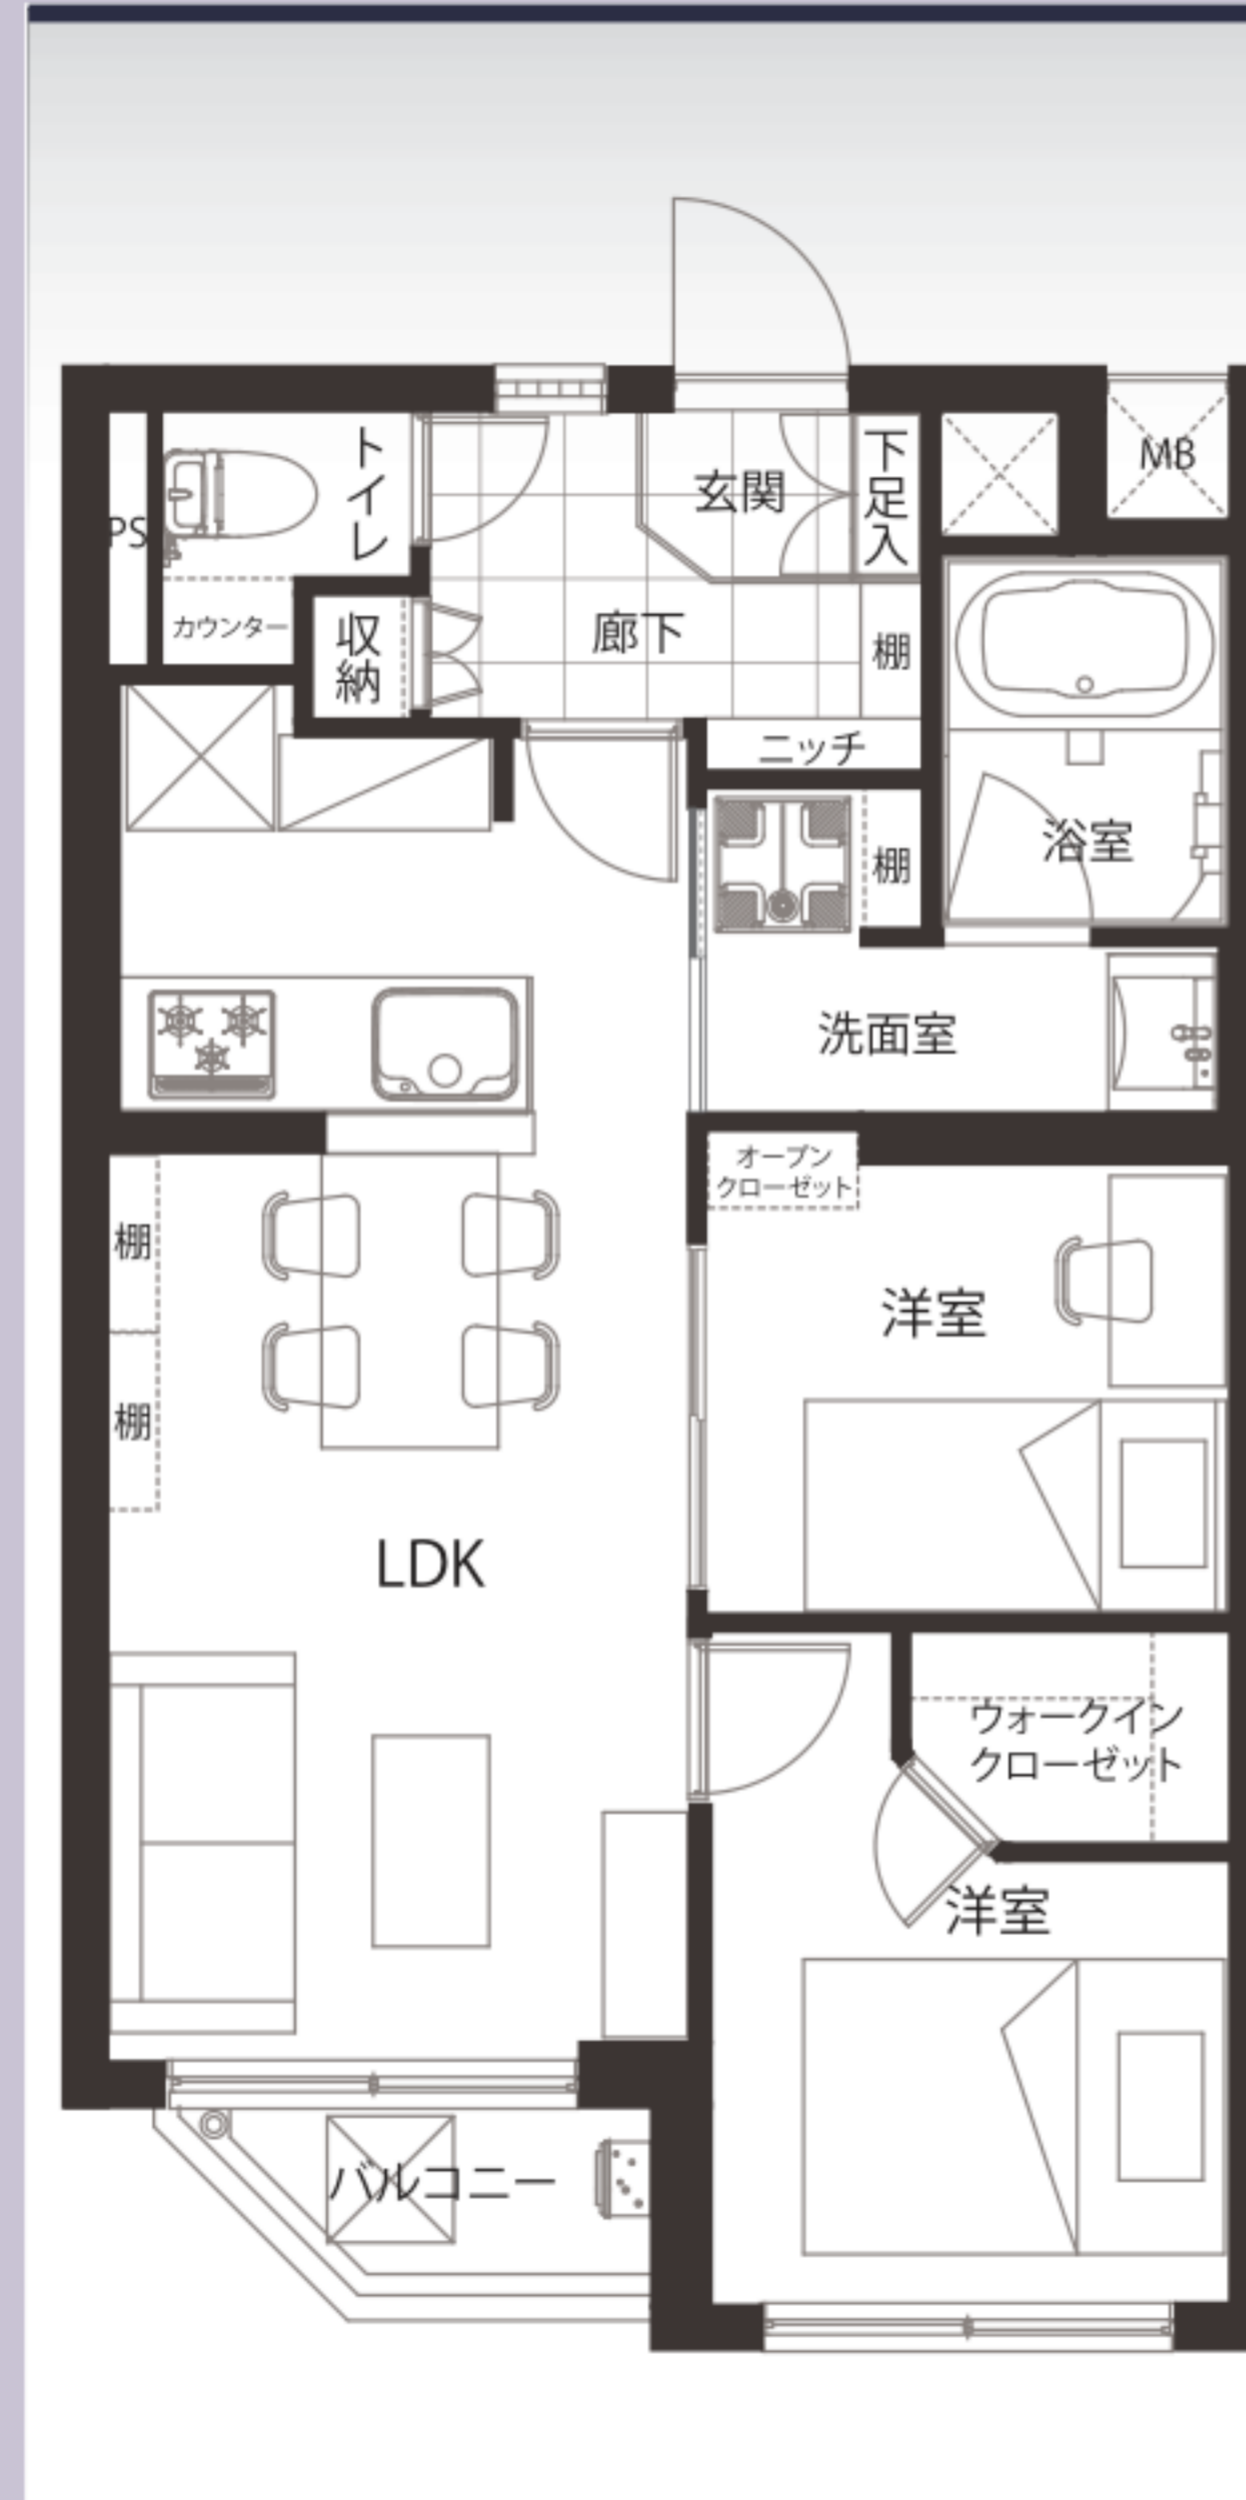 トイレ
玄関
下足入
MB
PS
カウンター
収納
廊下
棚
ニッチ
棚
浴室
洗面室
オープン
クローゼット
棚
洋室
棚
LDK
ウォークイン
クローゼット
洋室
バルコニー